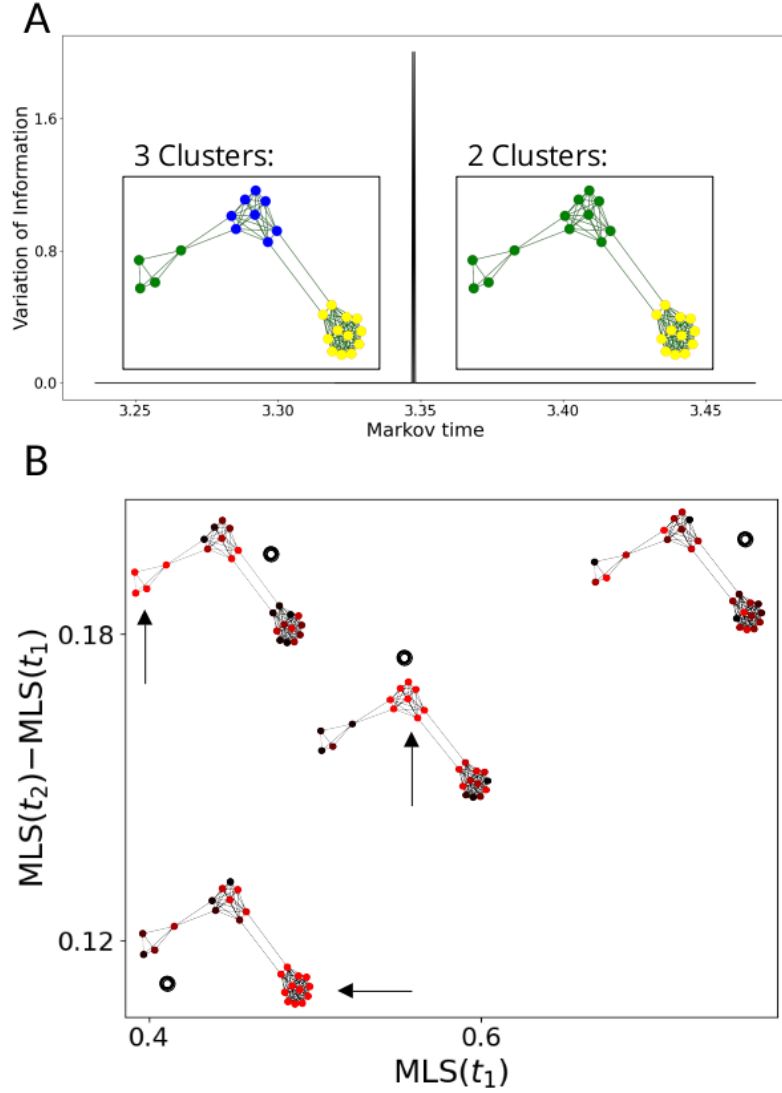 A
Variation of Information
1.6
0.8
0.0
3 Clusters:
2 Clusters:
3.25
3.30
3.35
3.40
3.45
Markov time
B
MLS(t₂)−MLS(t₁)
0.18
0.12
0.4
0.6
MLS(t₁)